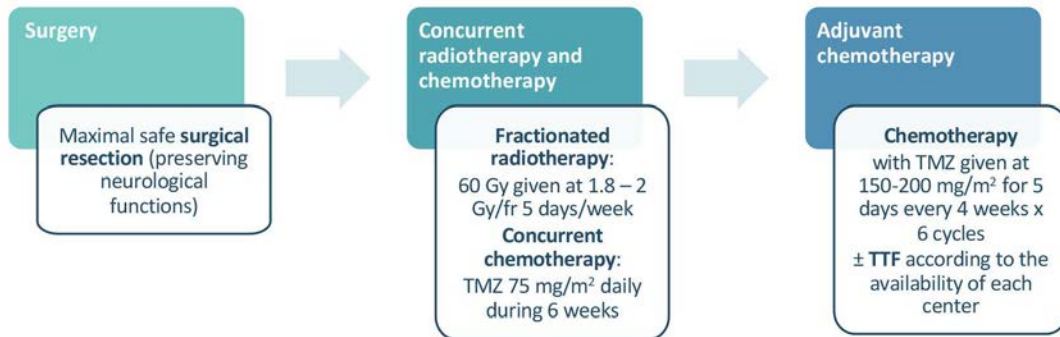 Surgery
Maximal safe surgical
resection (preserving
neurological
functions)
Concurrent
radiotherapy and
chemotherapy
Fractionated
radiotherapy:
60 Gy given at 1.8 – 2
Gy/fr 5 days/week
Concurrent
chemotherapy:
TMZ 75 mg/m² daily
during 6 weeks
Adjuvant
chemotherapy
Chemotherapy
with TMZ given at
150-200 mg/m² for 5
days every 4 weeks x
6 cycles
± TTF according to the
availability of each
center